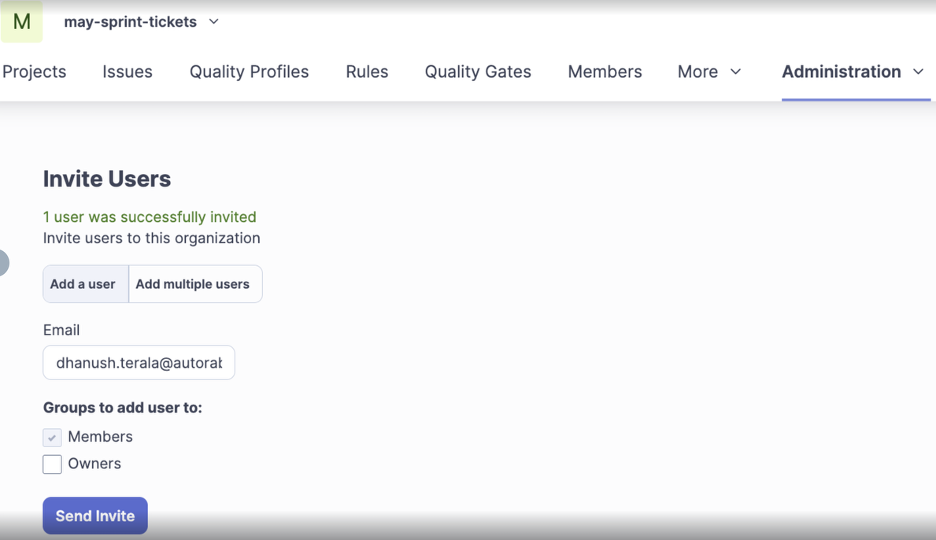 M may-sprint-tickets
Projects Issues Quality Profiles Rules Quality Gates Members More Administration
Invite Users
1 user was successfully invited
Invite users to this organization
Add a user Add multiple users
Email
dhanush.terala@autorab
Groups to add user to:
Members
Owners
Send Invite